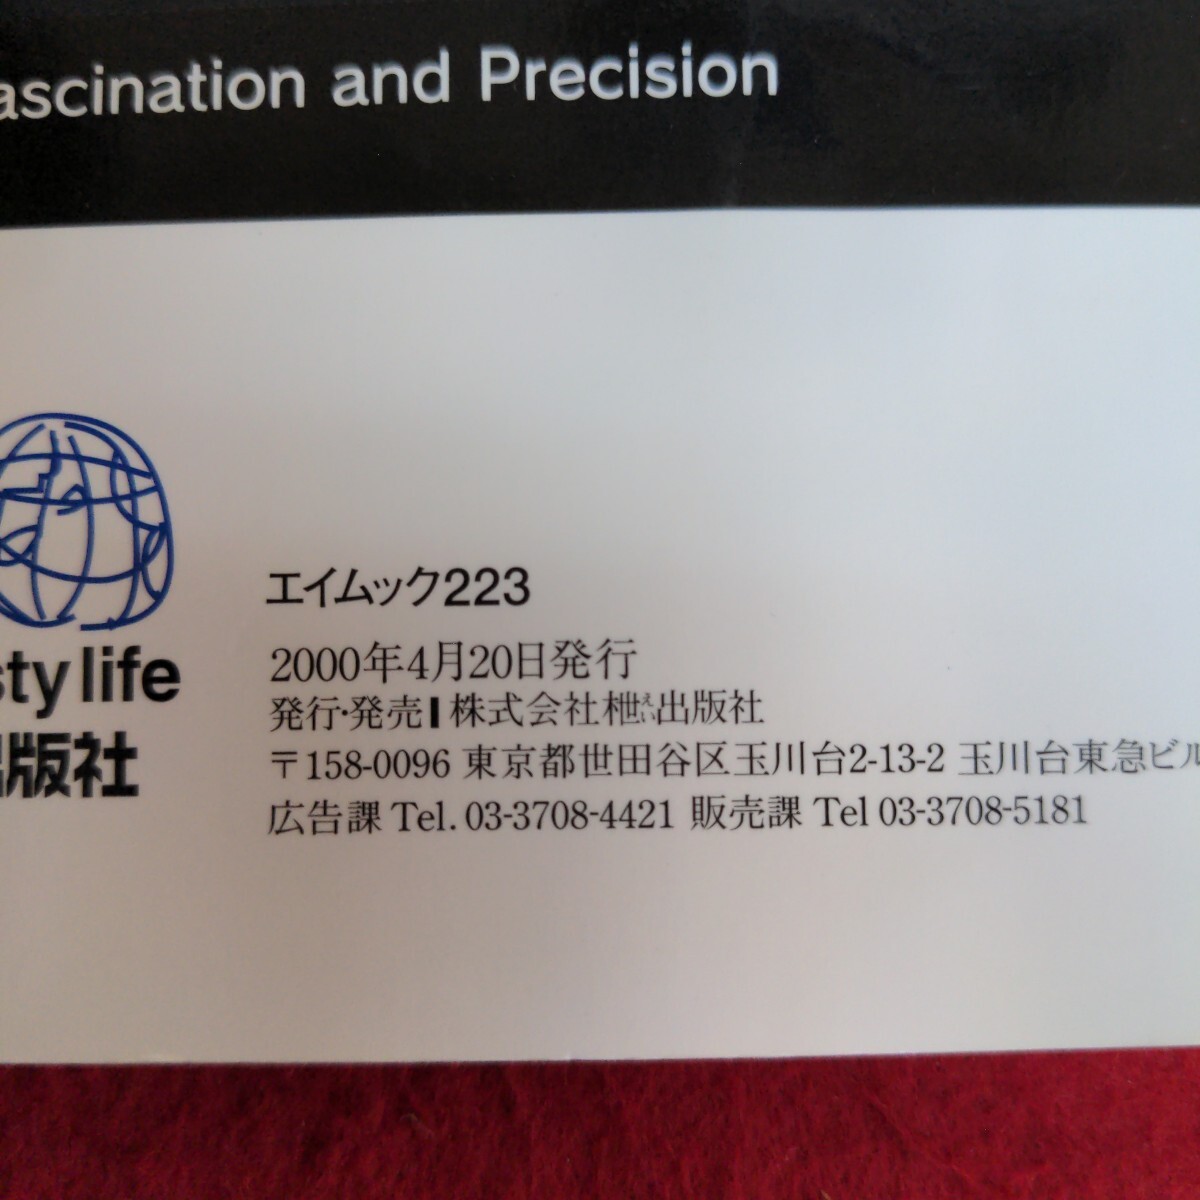 ascination and Precision
エイムック223
2000年4月20日発行
sty life
発行・発売 株式会社枻えい出版社
出版社
〒158-0096 東京都世田谷区玉川台2-13-2 玉川台東急ビル
広告課 Tel. 03-3708-4421 販売課 Tel 03-3708-5181